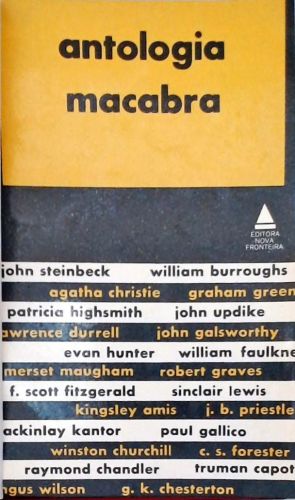 antologia
macabra
EDITORA
NOVA
FRONTEIRA
john steinbeck william burroughs
agatha christie graham green
patricia highsmith john updike
awrence durrell john galsworthy
evan hunter william faulkne
merset maugham robert graves
f. scott fitzgerald sinclair lewis
kingsley amis j. b. priestle
ackinlay kantor paul gallico
winston churchill c. s. forester
raymond chandler truman capot
ngus wilson g. k. chesterton